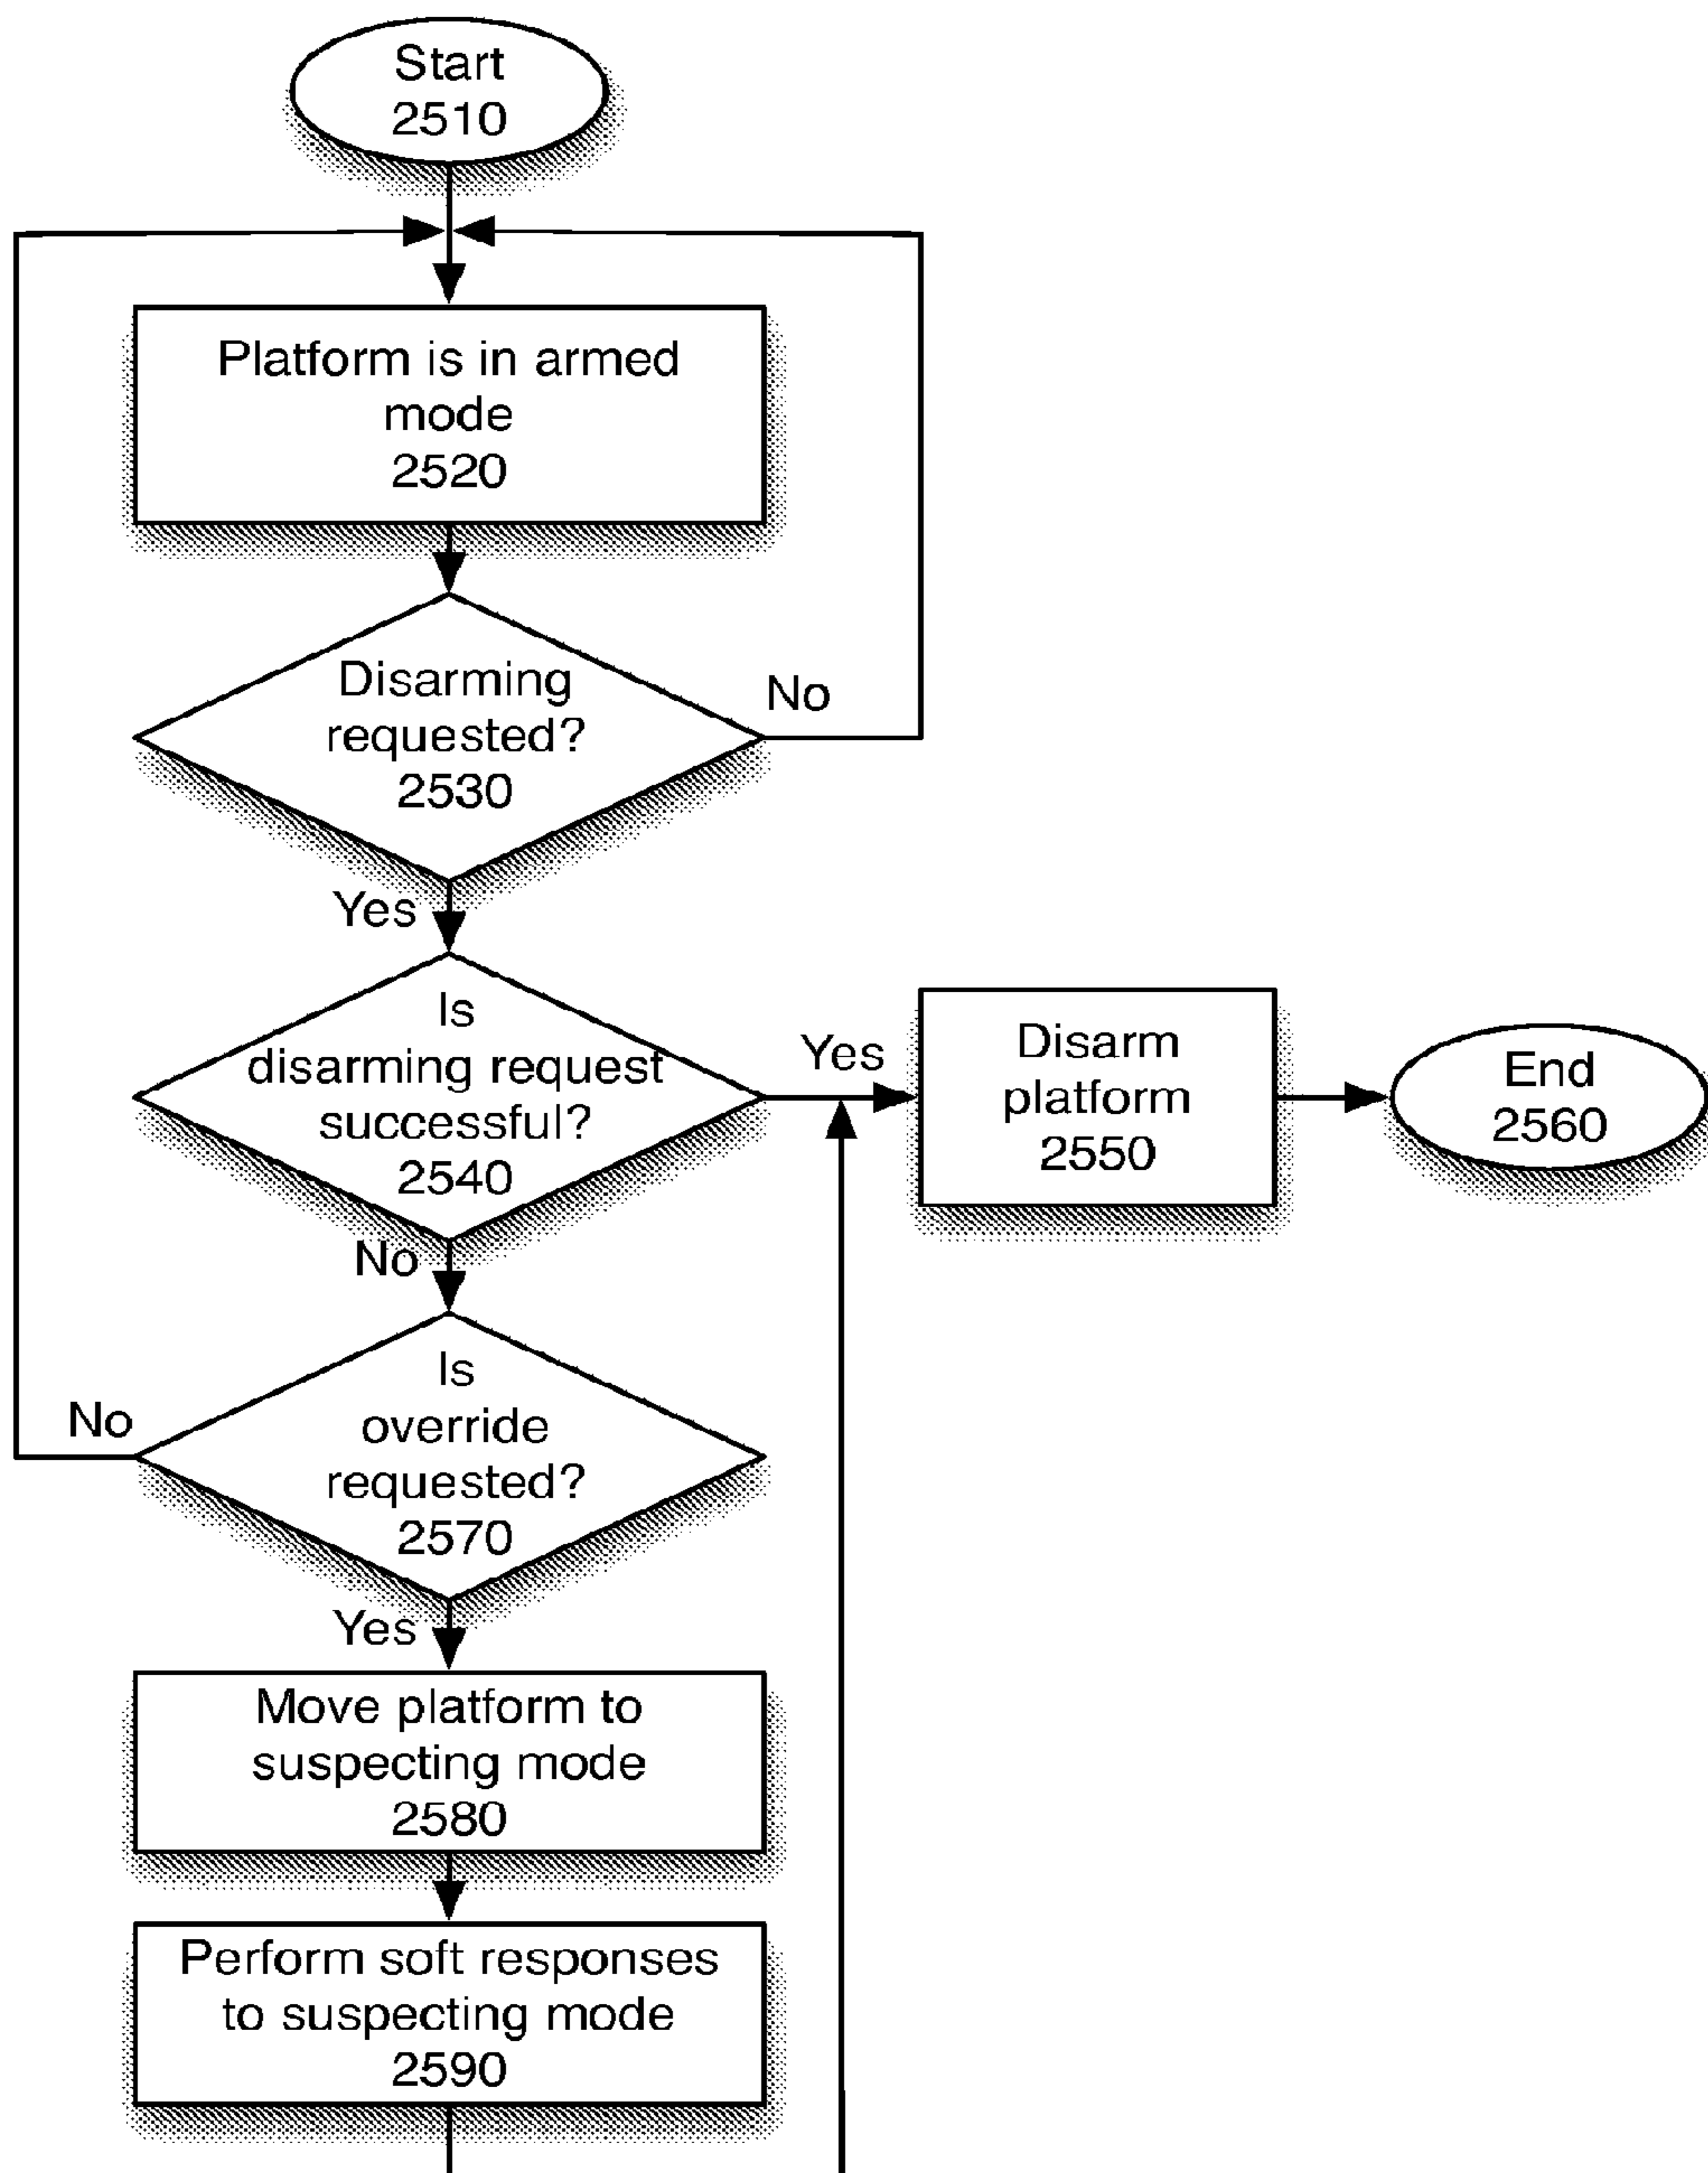 Start
2510
Platform is in armed
mode
2520
Disarming
requested?
2530
No
Yes
Is
disarming request
successful?
2540
Yes
Disarm
platform
2550
End
2560
No
Is
override
requested?
2570
No
Yes
Move platform to
suspecting mode
2580
Perform soft responses
to suspecting mode
2590